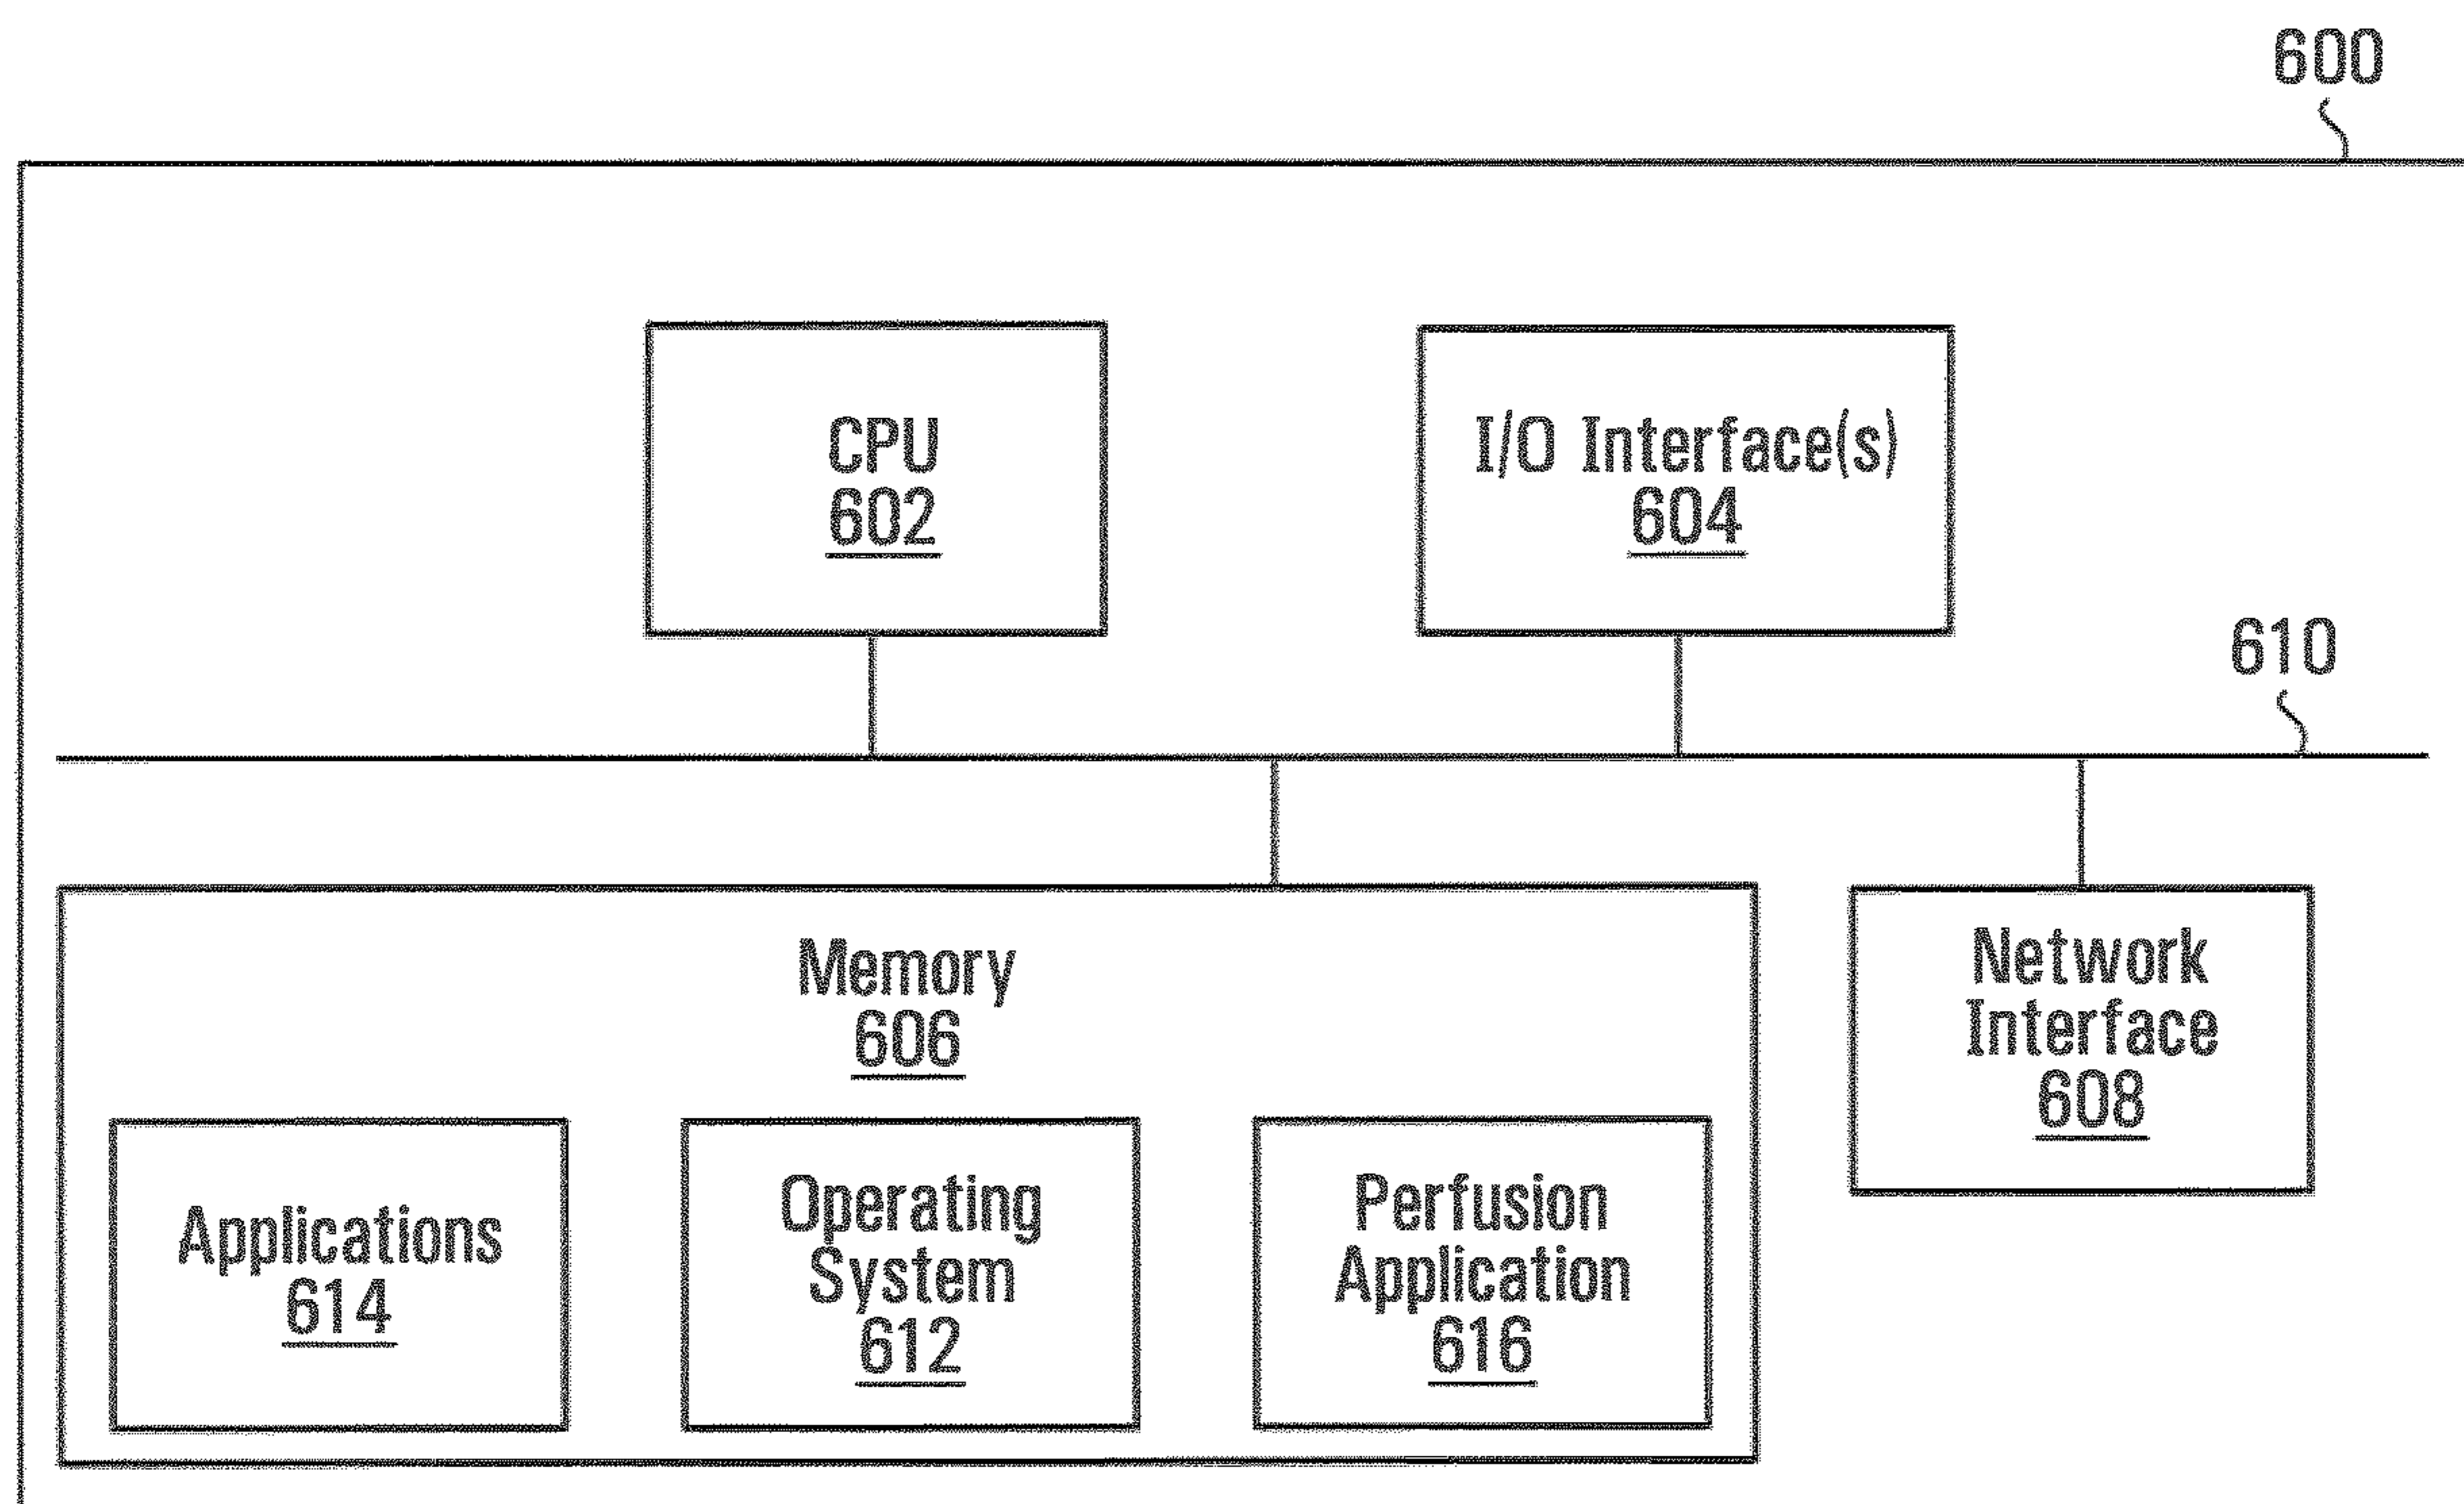 600
CPU
602
I/O Interface(s)
604
610
Memory
606
Network
Interface
608
Applications
614
Operating
System
612
Perfusion
Application
616